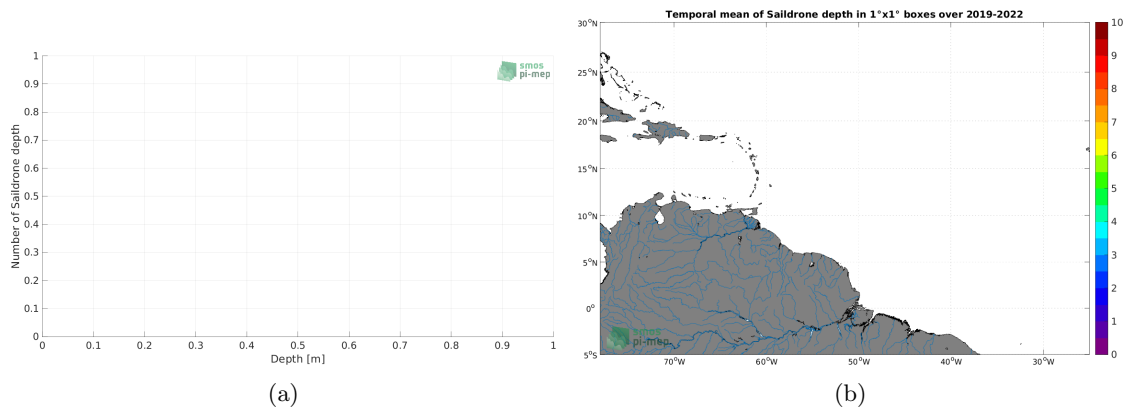 Temporal mean of Saildrone depth in 1°x1° boxes over 2019-2022
smos
pi-mep
Number of Saildrone depth
1
0.9
0.8
0.7
0.6
0.5
0.4
0.3
0.2
0.1
0
0 0.1 0.2 0.3 0.4 0.5 0.6 0.7 0.8 0.9 1
Depth [m]
(a)
30°N
25°N
20°N
15°N
10°N
5°N
0°
5°S
70°W 60°W 50°W 40°W 30°W
smos
pi-mep
10
9
8
7
6
5
4
3
2
1
0
(b)